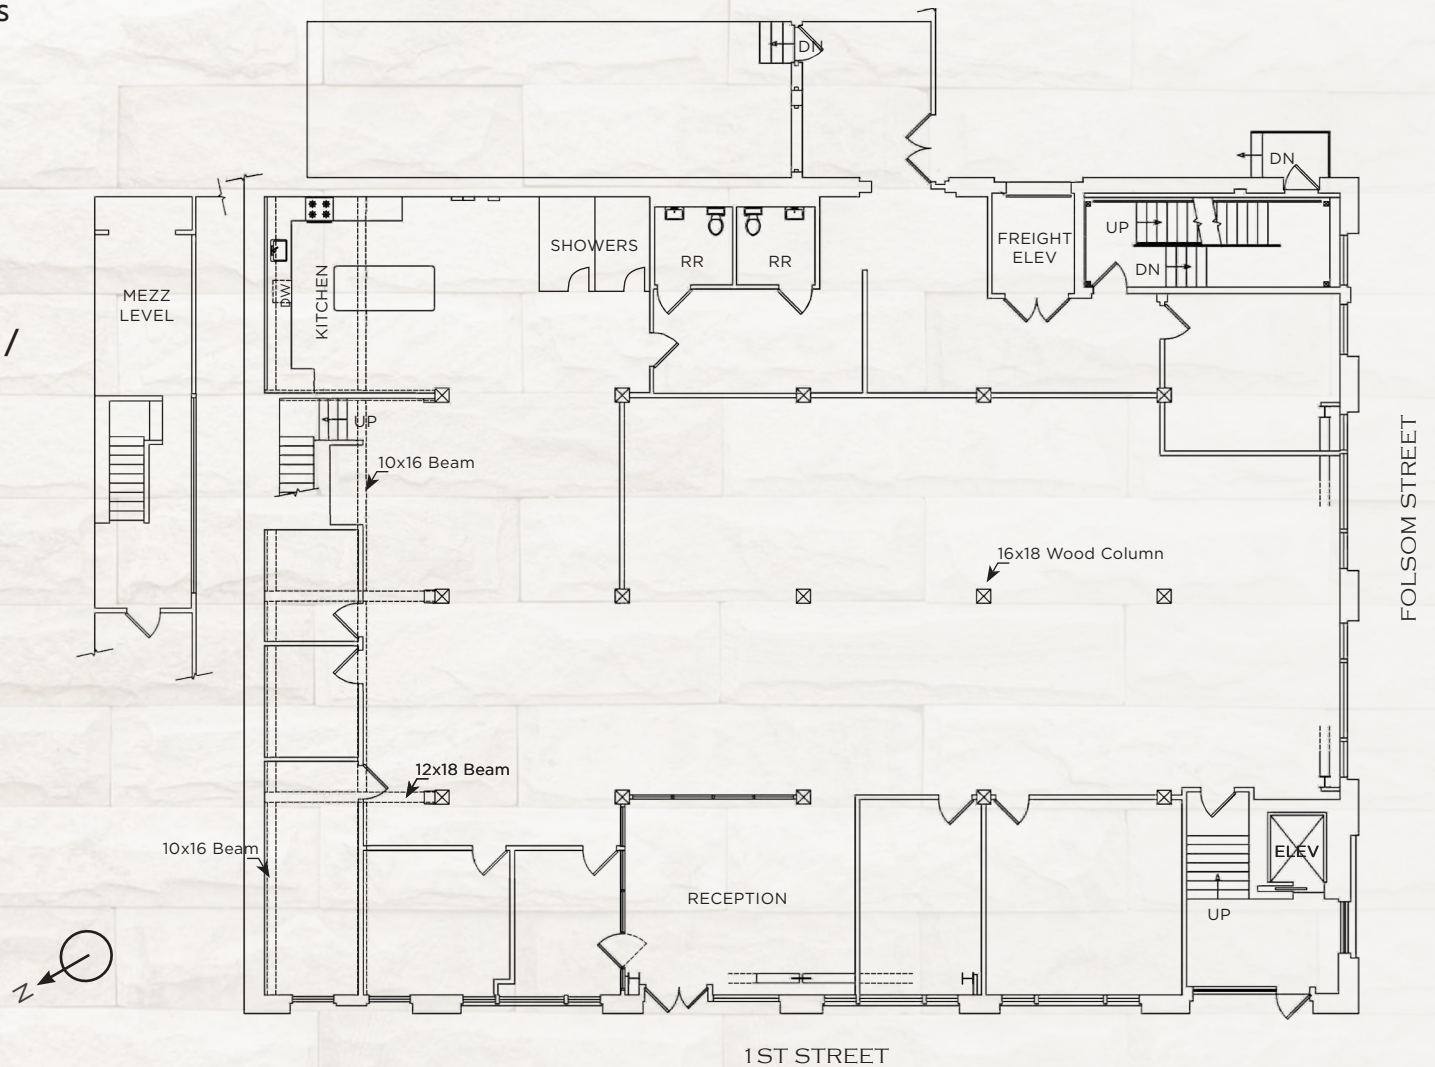 s
DN
DN
UP
SHOWERS
FREIGHT
ELEV
RR
RR
DN
KITCHEN
DW
MEZZ
LEVEL
/
UP
10x16 Beam
FOLSOM STREET
16x18 Wood Column
12x18 Beam
10x16 Beam
ELEV
RECEPTION
UP
N
1ST STREET